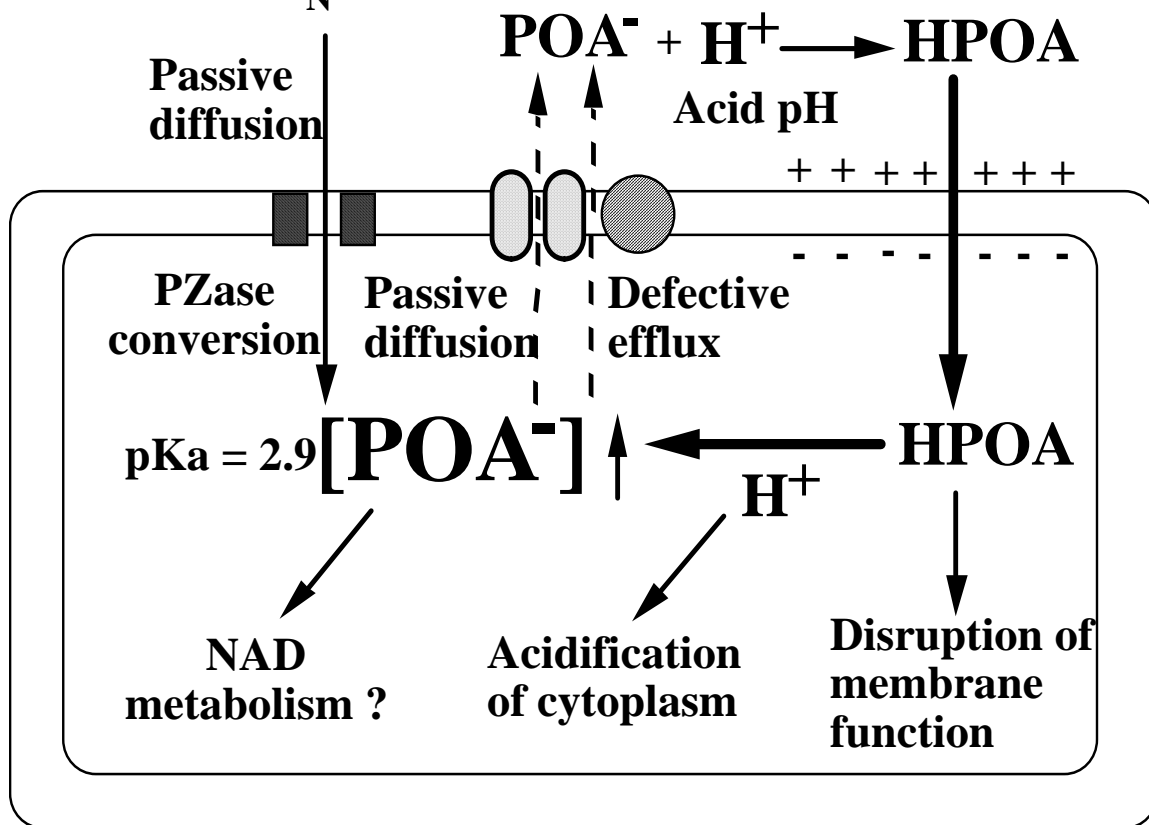 N
POA- + H+ HPOA
Passive
diffusion
Acid pH
+ + + + + + +
- - - - - - -
PZase
conversion
Passive
diffusion
Defective
efflux
pKa = 2.9 [POA-]
HPOA
H+
NAD
metabolism ?
Acidification
of cytoplasm
Disruption of
membrane
function